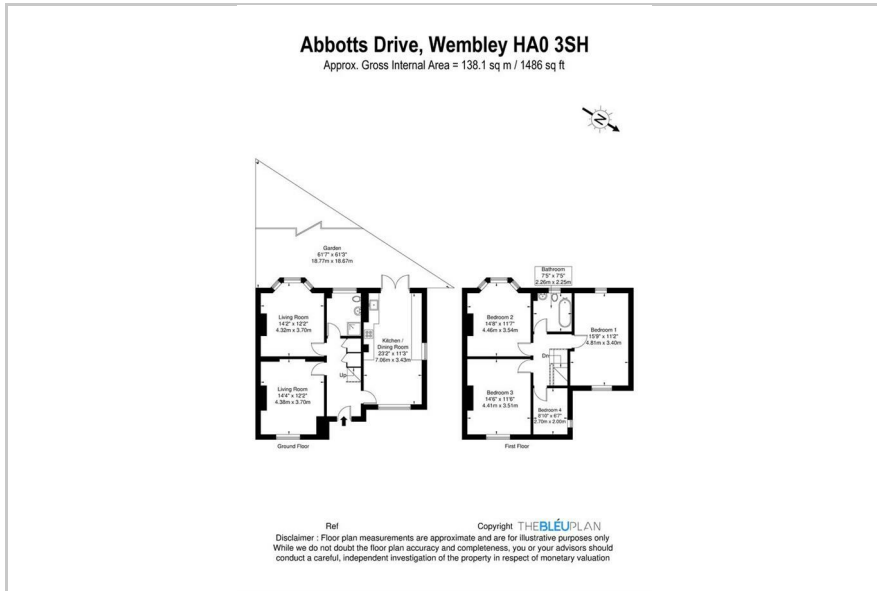 Abbotts Drive, Wembley HA0 3SH
Approx. Gross Internal Area = 138.1 sq m / 1486 sq ft
N
Garden
61'7" x 61'3"
18.77m x 18.67m
Living Room
14'2" x 12'2"
4.32m x 3.70m
Kitchen /
Dining Room
23'2" x 11'3"
7.06m x 3.43m
Up
Living Room
14'4" x 12'2"
4.38m x 3.70m
Ground Floor
Bathroom
7'5" x 7'5"
2.26m x 2.25m
Bedroom 2
14'8" x 11'7"
4.46m x 3.54m
Bedroom 1
15'9" x 11'2"
4.81m x 3.40m
Dn
Bedroom 3
14'6" x 11'6"
4.41m x 3.51m
Bedroom 4
8'10" x 6'7"
2.70m x 2.00m
First Floor
Ref
Copyright THEBLÉUPLAN
Disclaimer : Floor plan measurements are approximate and are for illustrative purposes only
While we do not doubt the floor plan accuracy and completeness, you or your advisors should
conduct a careful, independent investigation of the property in respect of monetary valuation